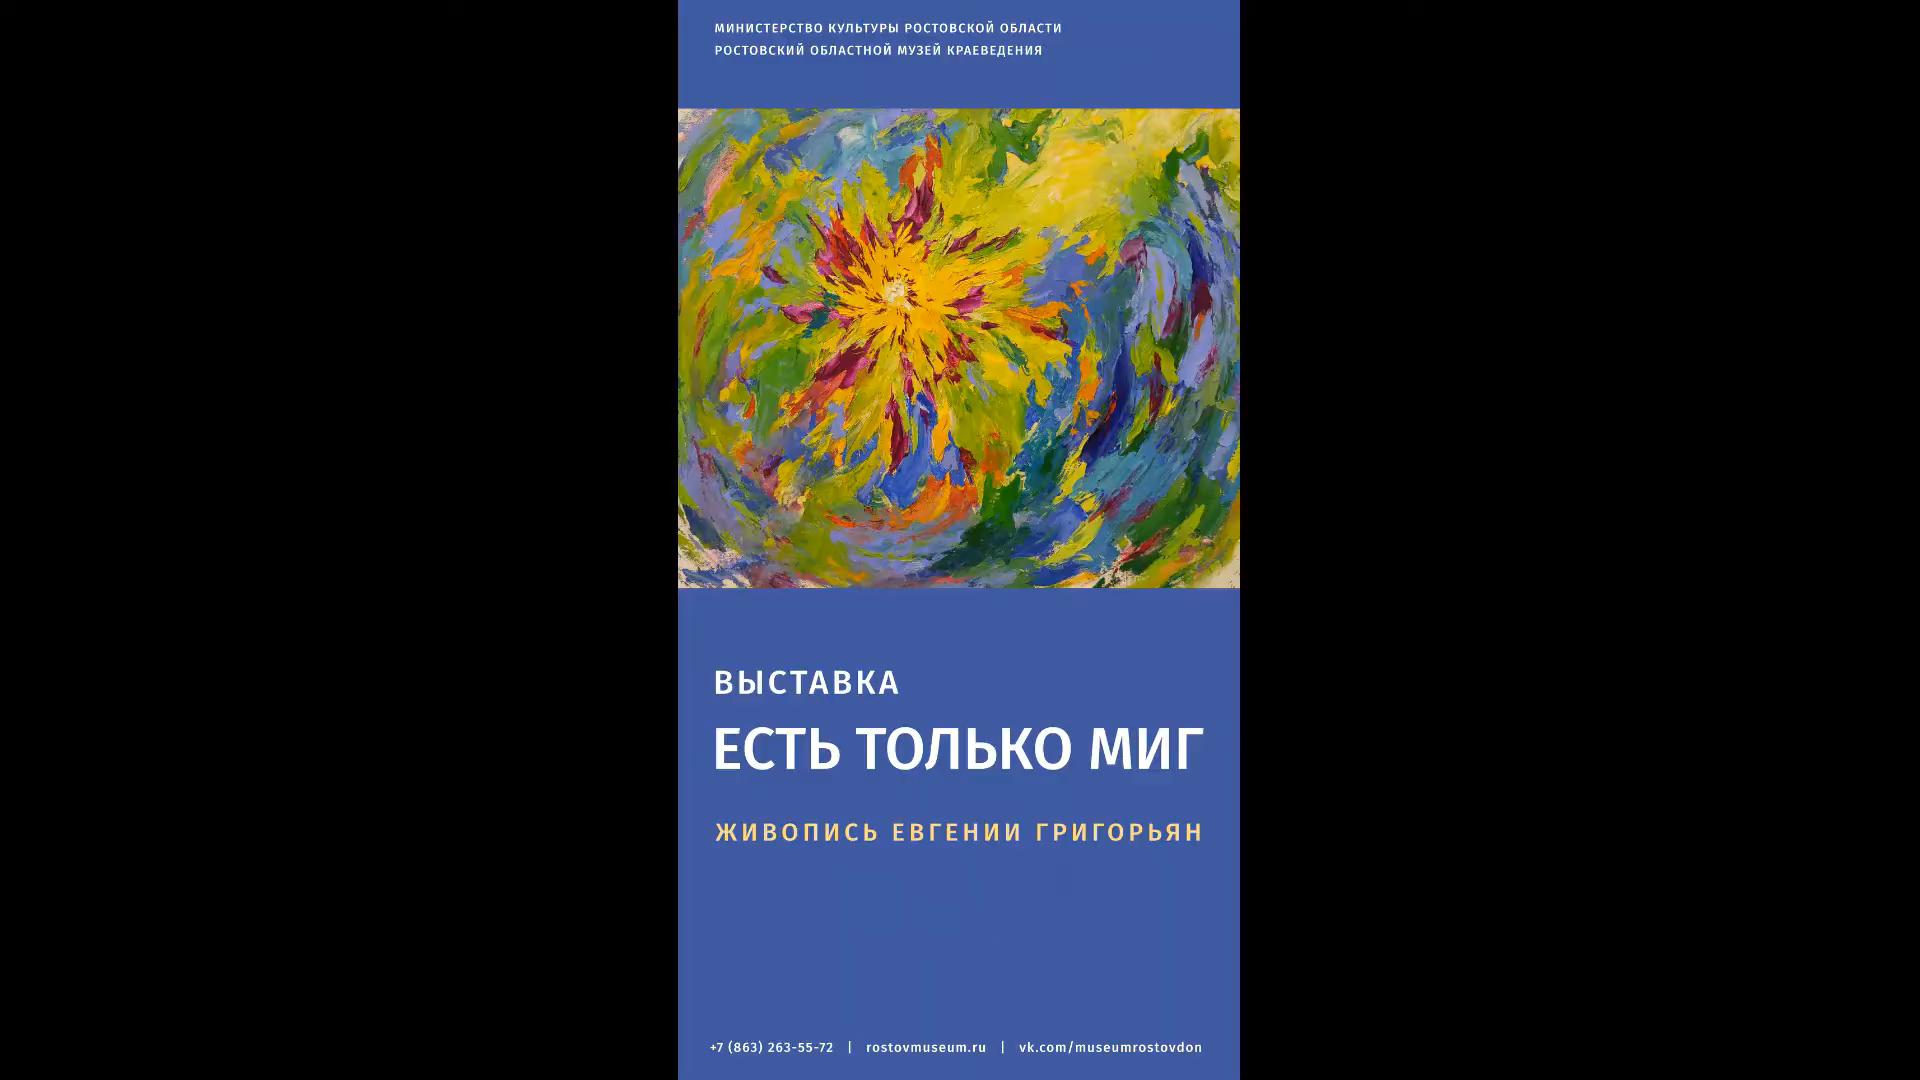 МИНИСТЕРСТВО КУЛЬТУРЫ РОСТОВСКОЙ ОБЛАСТИ
РОСТОВСКИЙ ОБЛАСТНОЙ МУЗЕЙ КРАЕВЕДЕНИЯ
ВЫСТАВКА
ЕСТЬ ТОЛЬКО МИГ
ЖИВОПИСЬ ЕВГЕНИИ ГРИГОРЬЯН
+7 (863) 263-55-72 | rostovmuseum.ru | vk.com/museumrostovdon